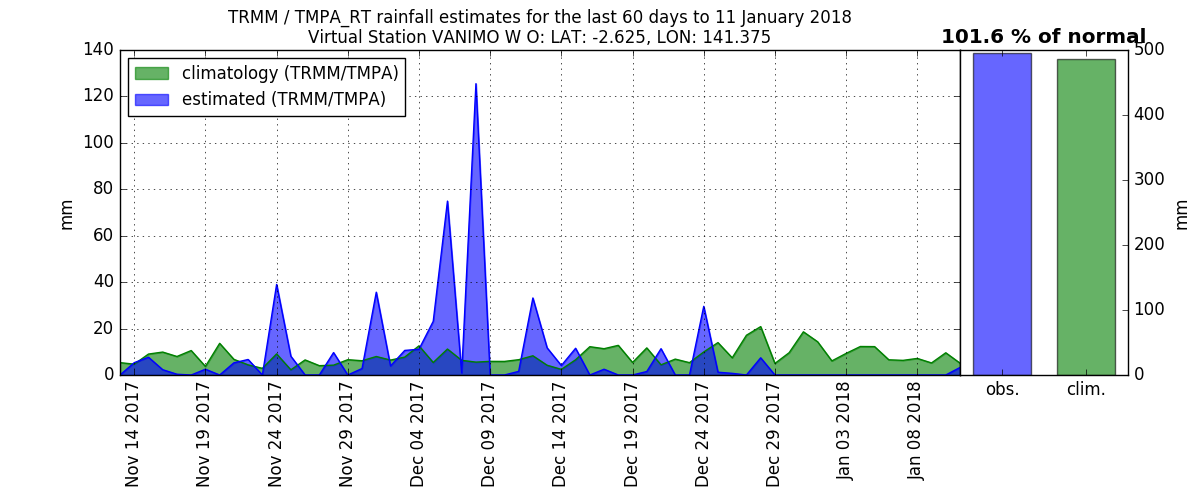 TRMM / TMPA_RT rainfall estimates for the last 60 days to 11 January 2018
Virtual Station VANIMO W O: LAT: -2.625, LON: 141.375
101.6 % of normal
climatology (TRMM/TMPA)
estimated (TRMM/TMPA)
mm
140
120
100
80
60
40
20
0
Nov 14 2017
Nov 19 2017
Nov 24 2017
Nov 29 2017
Dec 04 2017
Dec 09 2017
Dec 14 2017
Dec 19 2017
Dec 24 2017
Dec 29 2017
Jan 03 2018
Jan 08 2018
obs.
clim.
500
400
300
200
100
0
mm